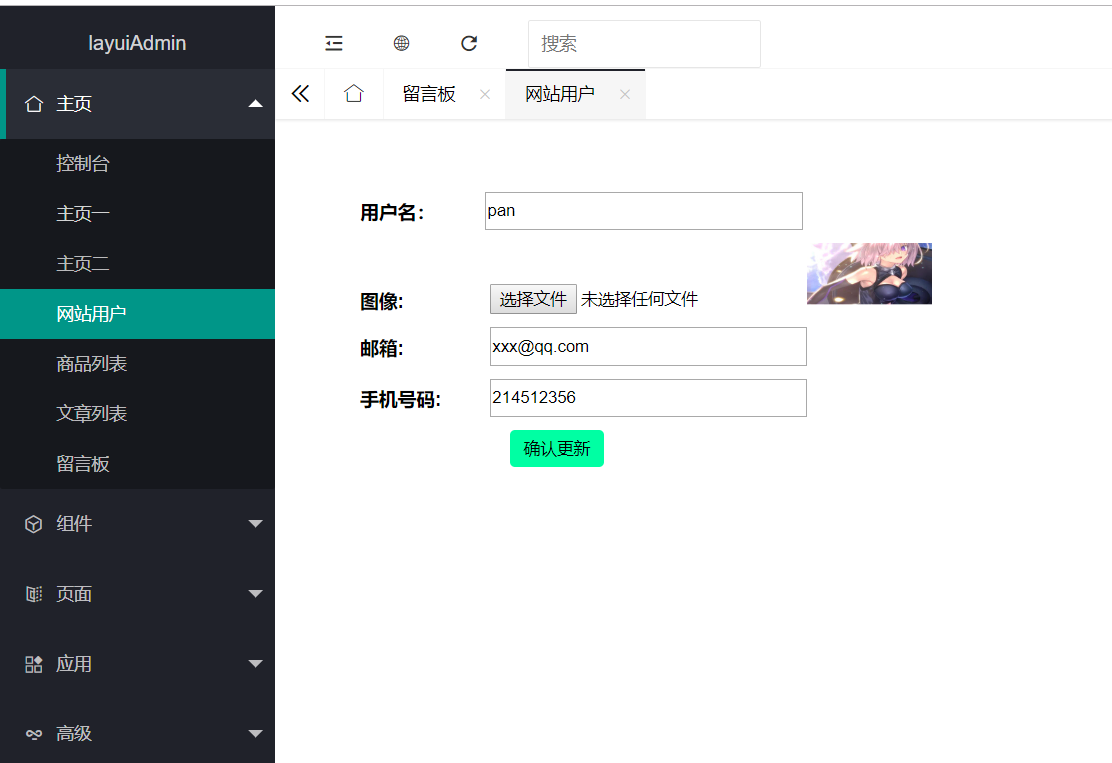 layuiAdmin
搜索
主页
留言板
网站用户
控制台
主页一
主页二
网站用户
商品列表
文章列表
留言板
组件
页面
应用
高级
用户名：
pan
图像:
选择文件 未选择任何文件
邮箱:
xxx@qq.com
手机号码:
214512356
确认更新